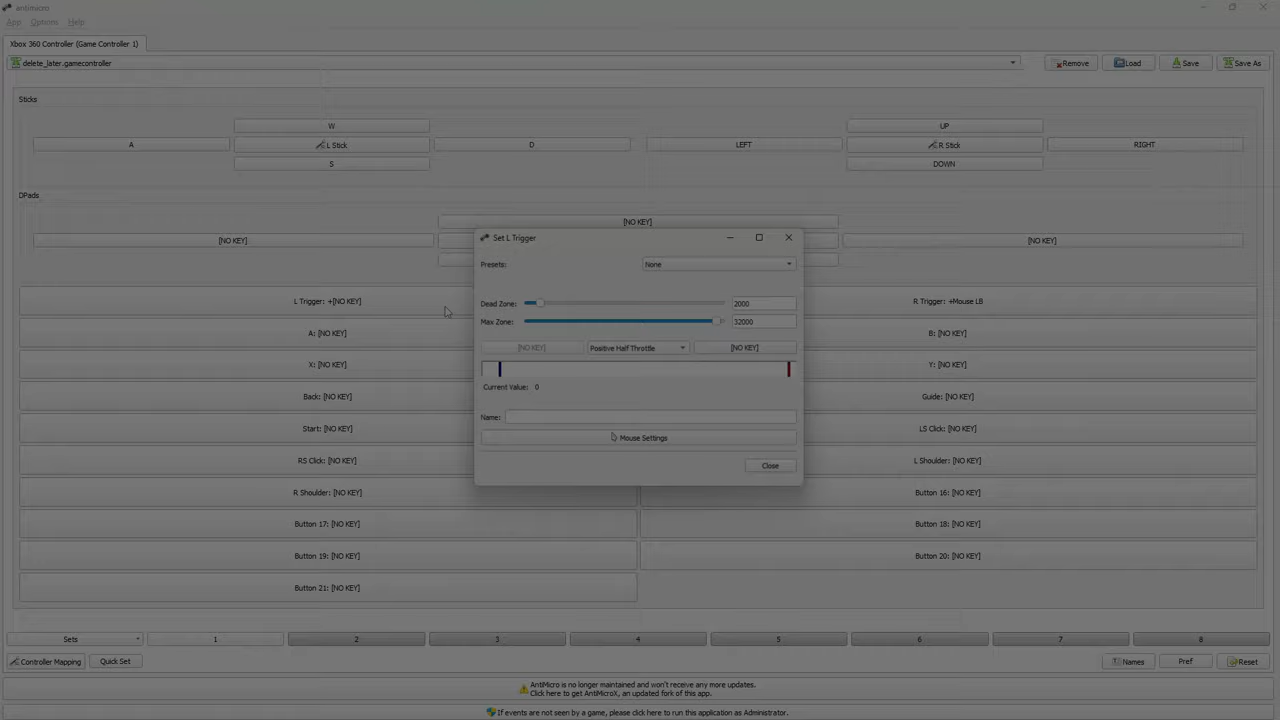 antimicro
App Options Help
Xbox 360 Controller (Game Controller 1)
delete_later.gamecontroller
Remove
Load
Save
Save As
Sticks
W
A
L Stick
D
S
UP
LEFT
R Stick
RIGHT
DOWN
DPads
[NO KEY]
[NO KEY]
[NO KEY]
Set L Trigger
Presets:
None
Dead Zone:
2000
Max Zone:
32000
[NO KEY]
Positive Half Throttle
[NO KEY]
Current Value: 0
Name:
Mouse Settings
Close
L Trigger: +[NO KEY]
R Trigger: +Mouse LB
A: [NO KEY]
B: [NO KEY]
X: [NO KEY]
Y: [NO KEY]
Back: [NO KEY]
Guide: [NO KEY]
Start: [NO KEY]
LS Click: [NO KEY]
RS Click: [NO KEY]
L Shoulder: [NO KEY]
R Shoulder: [NO KEY]
Button 16: [NO KEY]
Button 17: [NO KEY]
Button 18: [NO KEY]
Button 19: [NO KEY]
Button 20: [NO KEY]
Button 21: [NO KEY]
Sets
1
2
3
4
5
6
7
8
Controller Mapping
Quick Set
Names
Pref
Reset
AntiMicro is no longer maintained and won't receive any more updates.
Click here to get AntiMicroX, an updated fork of this app.
If events are not seen by a game, please click here to run this application as Administrator.